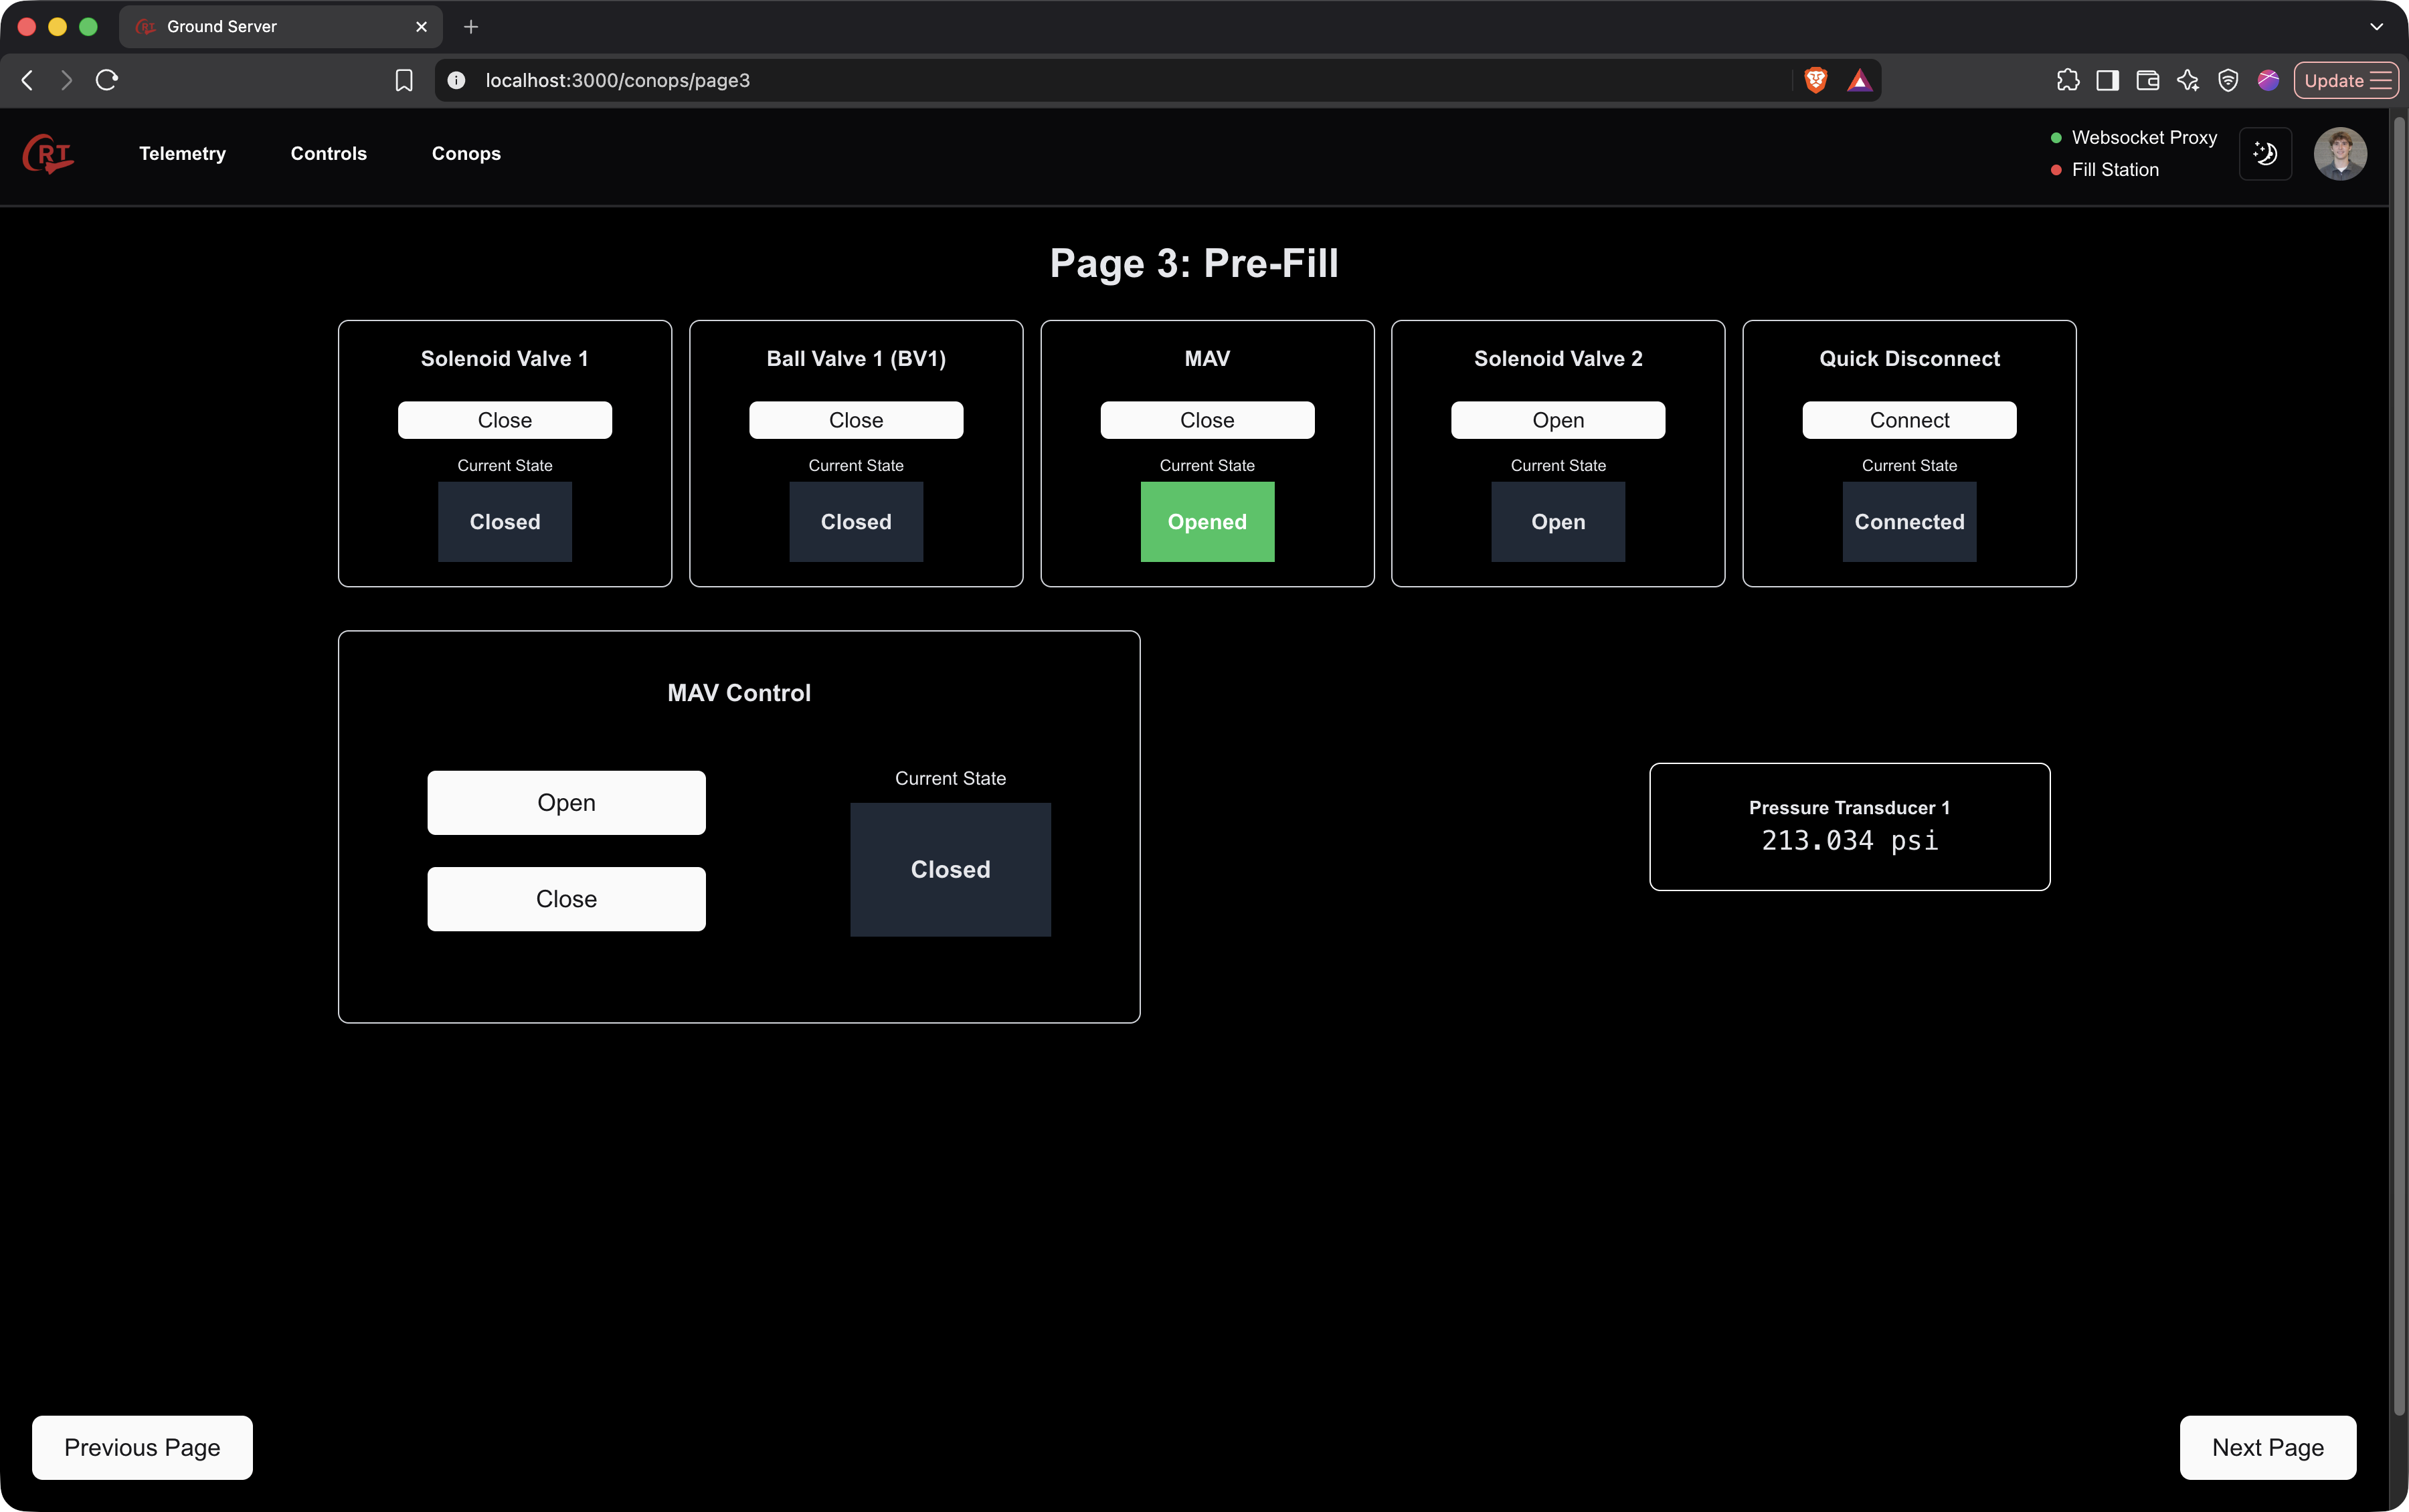 Ground Server
localhost:3000/conops/page3
Update
RT
Telemetry
Controls
Conops
Websocket Proxy
Fill Station
Page 3: Pre-Fill
Solenoid Valve 1
Close
Current State
Closed
Ball Valve 1 (BV1)
Close
Current State
Closed
MAV
Close
Current State
Opened
Solenoid Valve 2
Open
Current State
Open
Quick Disconnect
Connect
Current State
Connected
MAV Control
Open
Close
Current State
Closed
Pressure Transducer 1
213.034 psi
Previous Page
Next Page